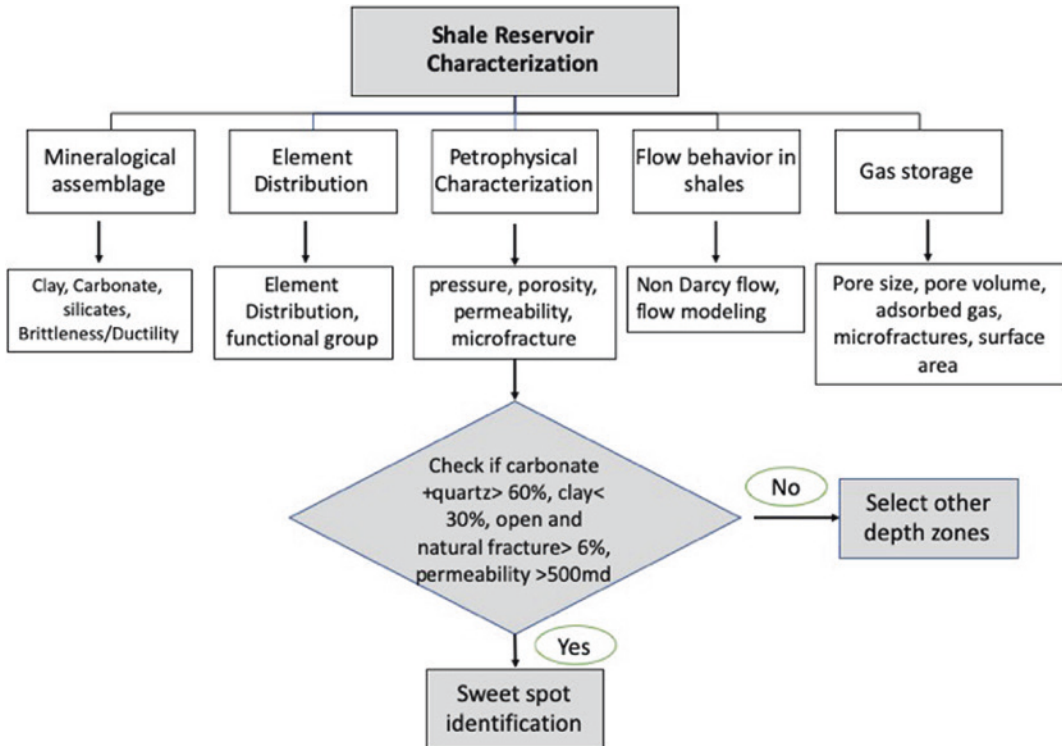 Shale Reservoir
Characterization
Mineralogical
assemblage
Element
Distribution
Petrophysical
Characterization
Flow behavior in
shales
Gas storage
Clay, Carbonate,
silicates,
Brittleness/Ductility
Element
Distribution,
functional group
pressure, porosity,
permeability,
microfracture
Non Darcy flow,
flow modeling
Pore size, pore volume,
adsorbed gas,
microfractures, surface
area
Check if carbonate
+quartz> 60%, clay<
30%, open and
natural fracture> 6%,
permeability >500md
No
Select other
depth zones
Yes
Sweet spot
identification